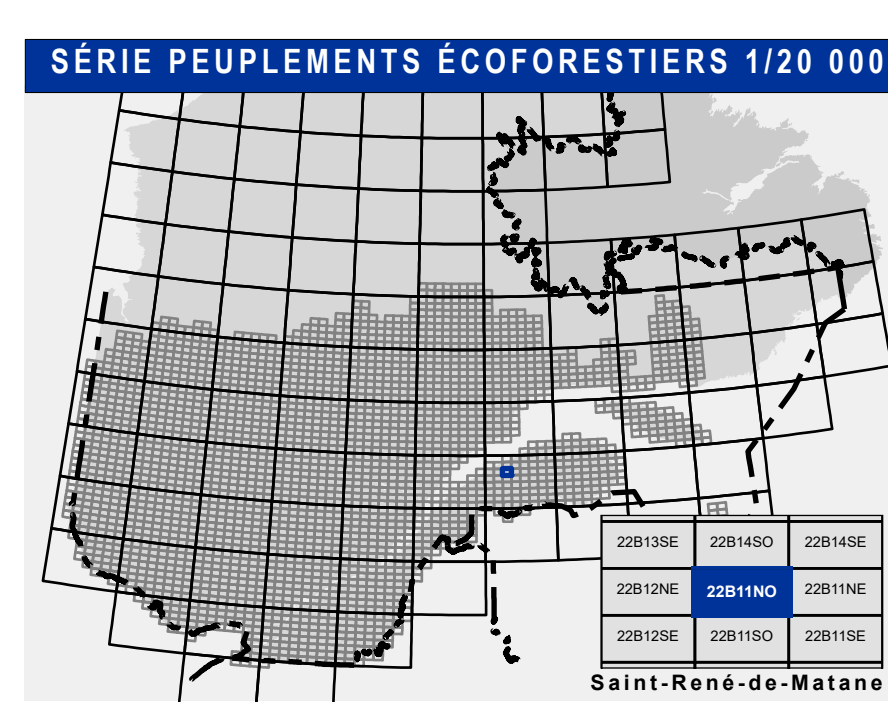 SÉRIE PEUPLEMENTS ÉCOFORESTIERS 1/20 000
22B13SE 22B14SO 22B14SE
22B12NE 22B11NO 22B11NE
22B12SE 22B11SO 22B11SE
Saint-René-de-Matane